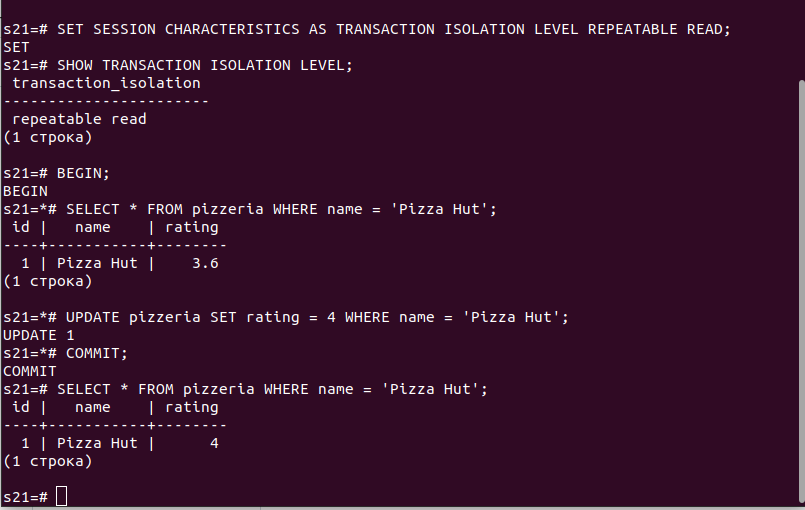 s21=# SET SESSION CHARACTERISTICS AS TRANSACTION ISOLATION LEVEL REPEATABLE READ;
SET
s21=# SHOW TRANSACTION ISOLATION LEVEL;
 transaction_isolation
-----------------------
 repeatable read
(1 строка)

s21=# BEGIN;
BEGIN
s21=*# SELECT * FROM pizzeria WHERE name = 'Pizza Hut';
 id |   name    | rating
----+-----------+--------
  1 | Pizza Hut |    3.6
(1 строка)

s21=*# UPDATE pizzeria SET rating = 4 WHERE name = 'Pizza Hut';
UPDATE 1
s21=*# COMMIT;
COMMIT
s21=# SELECT * FROM pizzeria WHERE name = 'Pizza Hut';
 id |   name    | rating
----+-----------+--------
  1 | Pizza Hut |      4
(1 строка)

s21=#